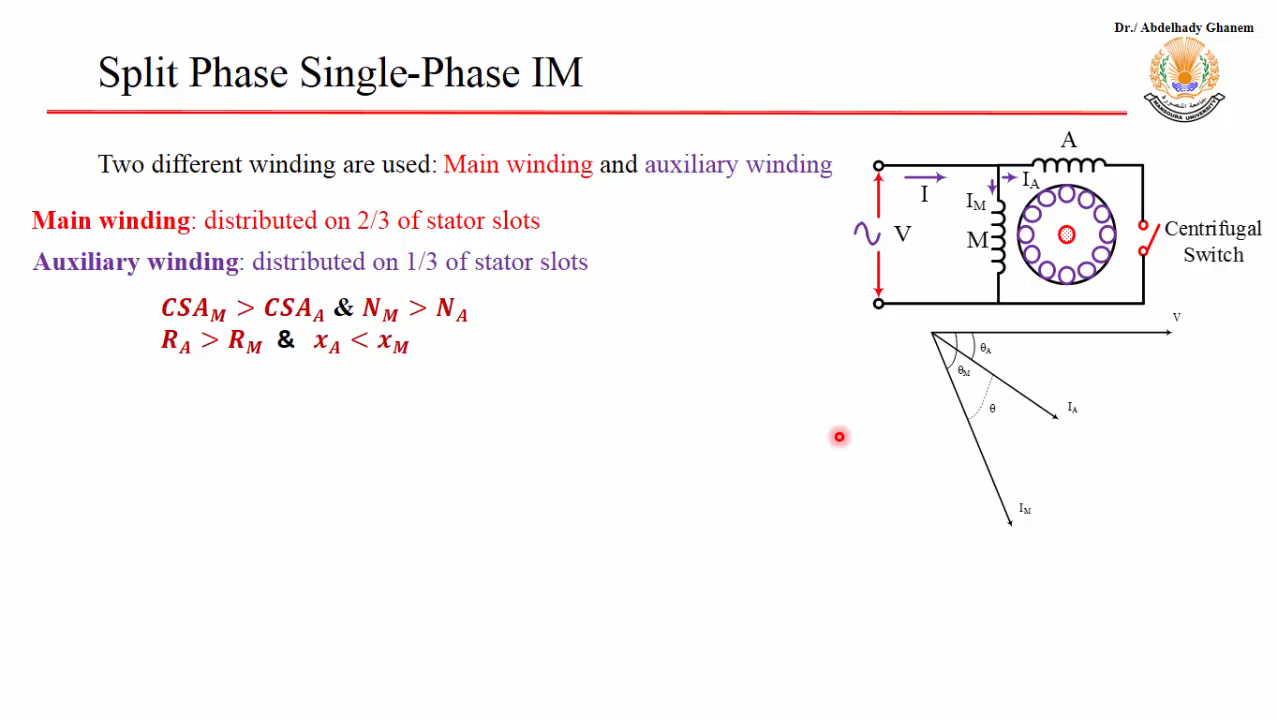 Dr./ Abdelhady Ghanem
Split Phase Single-Phase IM
MANSOURA UNIVERSITY
Two different winding are used: Main winding and auxiliary winding
Main winding: distributed on 2/3 of stator slots
Auxiliary winding: distributed on 1/3 of stator slots
CSA_M > CSA_A & N_M > N_A
R_A > R_M & x_A < x_M
A
I
I_M
I_A
V
M
Centrifugal
Switch
V
θ_A
θ_M
θ
I_A
I_M